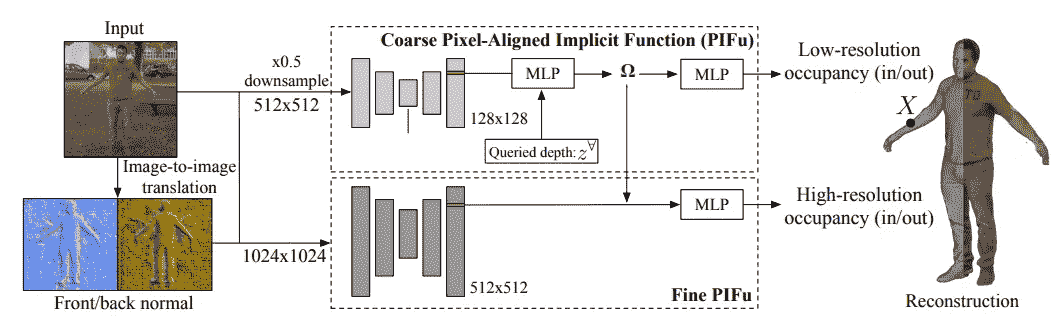 Input
x0.5
downsample
512x512
Image-to-image
translation
1024x1024
Front/back normal
Coarse Pixel-Aligned Implicit Function (PIFu)
MLP
Ω
MLP
128x128
Queried depth: z∀
MLP
512x512
Fine PIFu
Low-resolution
occupancy (in/out)
High-resolution
occupancy (in/out)
X
Reconstruction